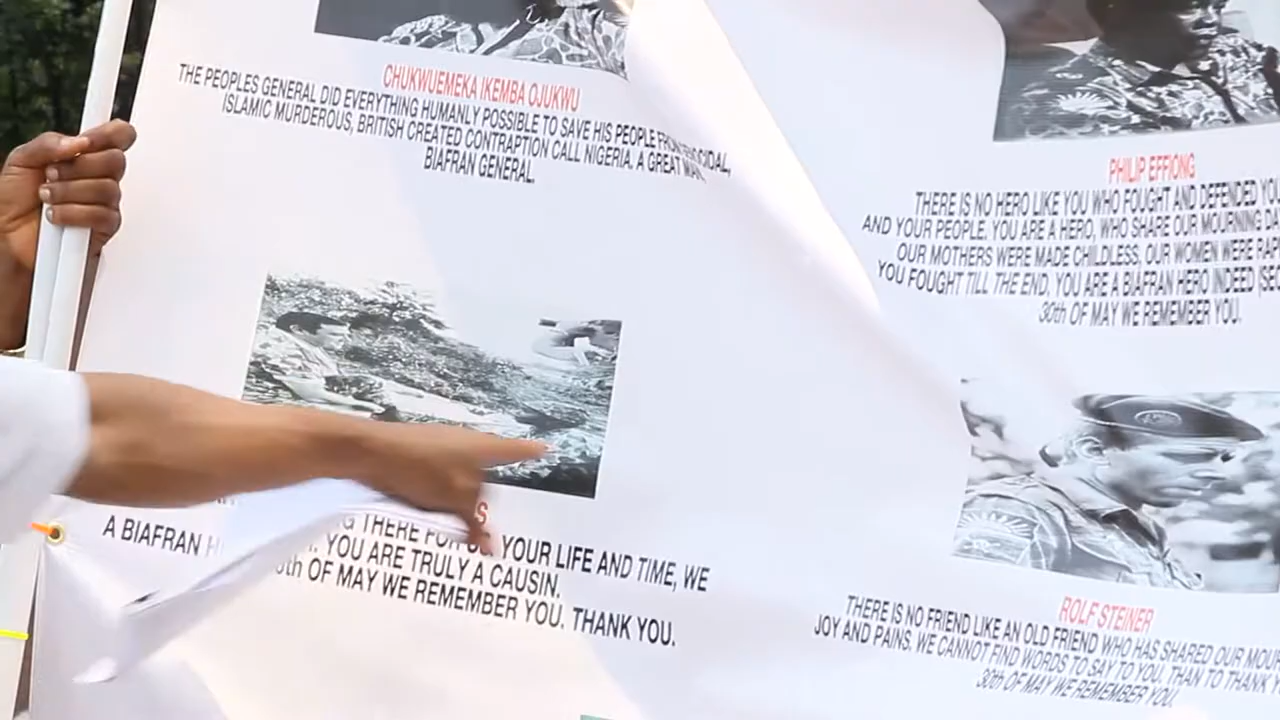 CHUKWUEMEKA IKEMBA OJUKWU
THE PEOPLES GENERAL DID EVERYTHING HUMANLY POSSIBLE TO SAVE HIS PEOPLE
ISLAMIC MURDEROUS, BRITISH CREATED CONTRAPTION CALL NIGERIA. A GREAT
BIAFRAN GENERAL.
PHILIP EFFIONG
THERE IS NO HERO LIKE YOU WHO FOUGHT AND DEFENDED
AND YOUR PEOPLE. YOU ARE A HERO, WHO SHARE OUR MOURNING
OUR MOTHERS WERE MADE CHILDLESS. OUR WOMEN WERE
YOU FOUGHT TILL THE END. YOU ARE A BIAFRAN HERO INDEED
30th OF MAY WE REMEMBER YOU.
A BIAFRAN THERE FOR YOUR LIFE AND TIME, WE
YOU ARE TRULY A CAUSIN.
OF MAY WE REMEMBER YOU. THANK YOU.
ROLF STEINER
THERE IS NO FRIEND LIKE AN OLD FRIEND WHO HAS SHARED OUR
JOY AND PAINS. WE CANNOT FIND WORDS TO SAY TO YOU. THAN TO THANK
30th OF MAY WE REMEMBER YOU.